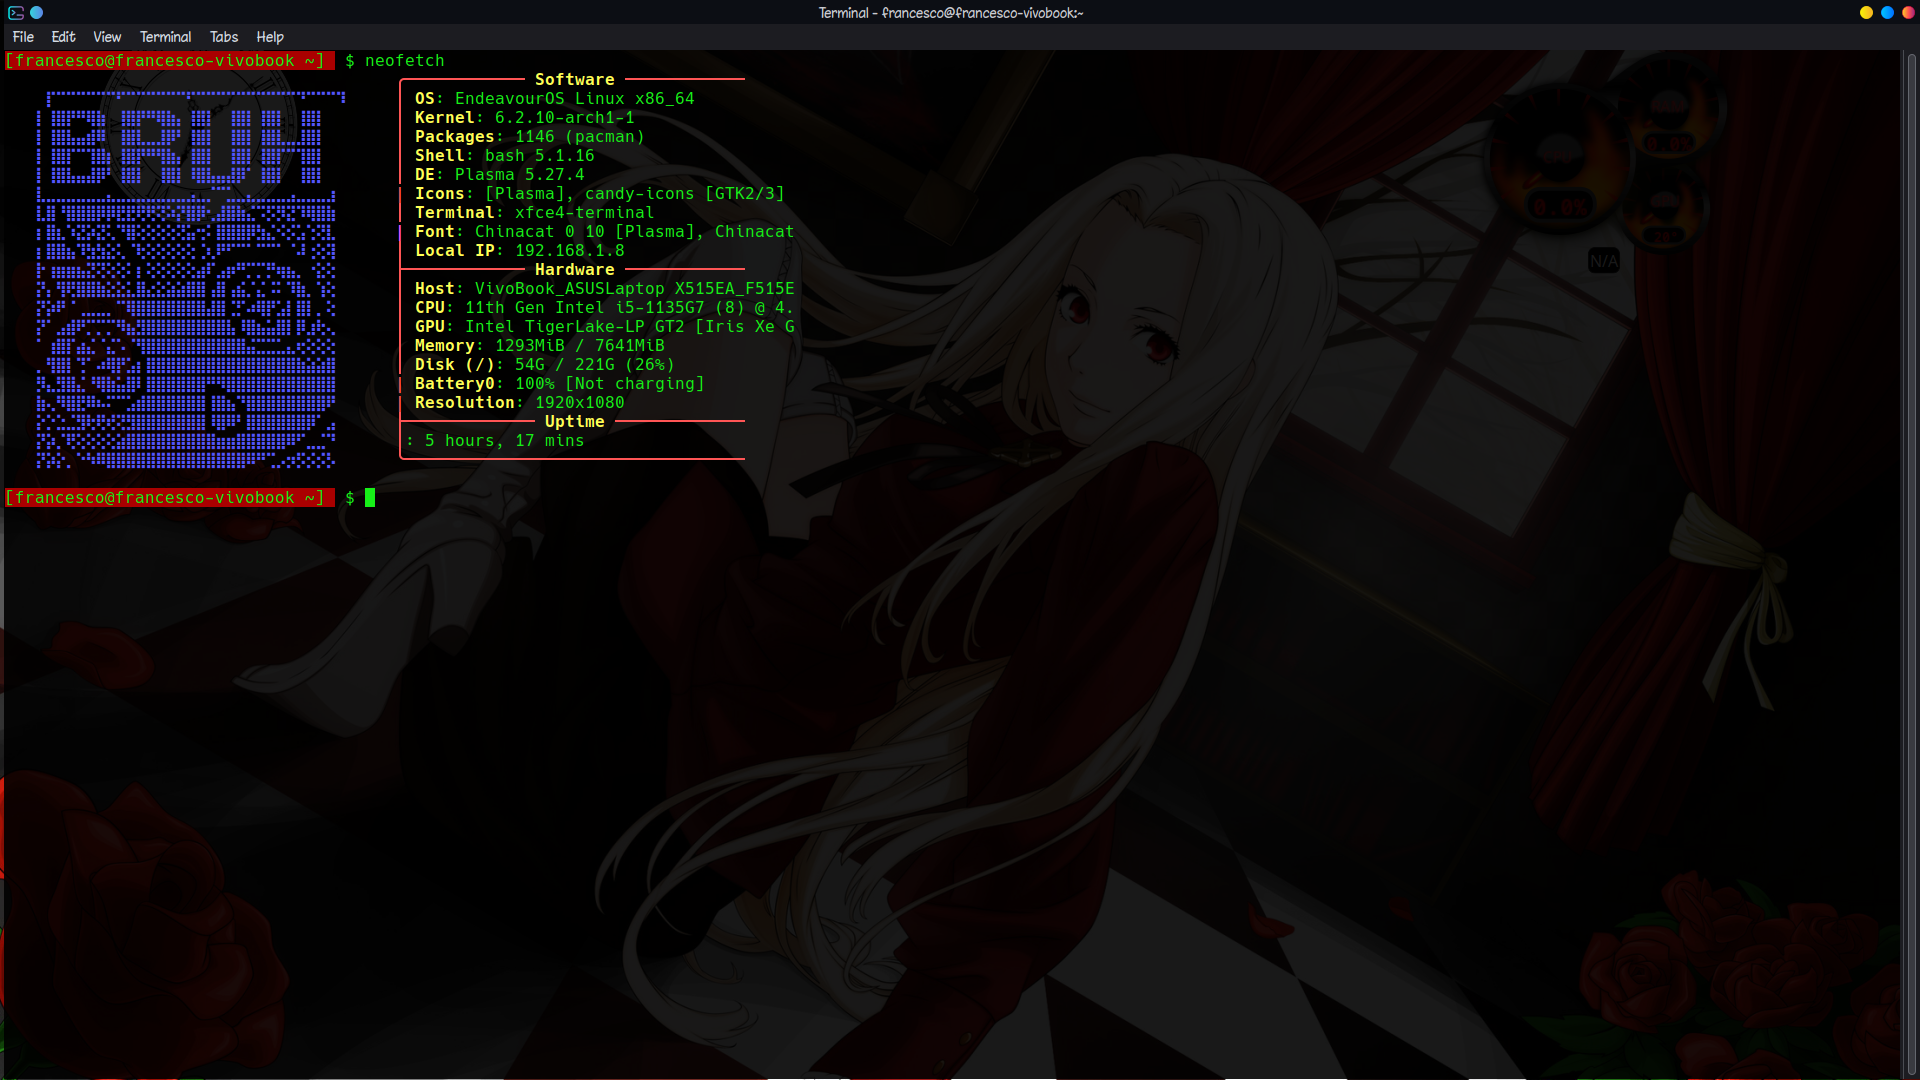 Terminal - francesco@francesco-vivobook:~
File Edit View Terminal Tabs Help
[francesco@francesco-vivobook ~] $ neofetch
BRUH
Software
OS: EndeavourOS Linux x86_64
Kernel: 6.2.10-arch1-1
Packages: 1146 (pacman)
Shell: bash 5.1.16
DE: Plasma 5.27.4
Icons: [Plasma], candy-icons [GTK2/3]
Terminal: xfce4-terminal
Font: Chinacat 0 10 [Plasma], Chinacat
Local IP: 192.168.1.8
Hardware
Host: VivoBook_ASUSLaptop X515EA_F515E
CPU: 11th Gen Intel i5-1135G7 (8) @ 4.
GPU: Intel TigerLake-LP GT2 [Iris Xe G
Memory: 1293MiB / 7641MiB
Disk (/): 54G / 221G (26%)
Battery0: 100% [Not charging]
Resolution: 1920x1080
Uptime
: 5 hours, 17 mins
[francesco@francesco-vivobook ~] $
0.0%
N/A